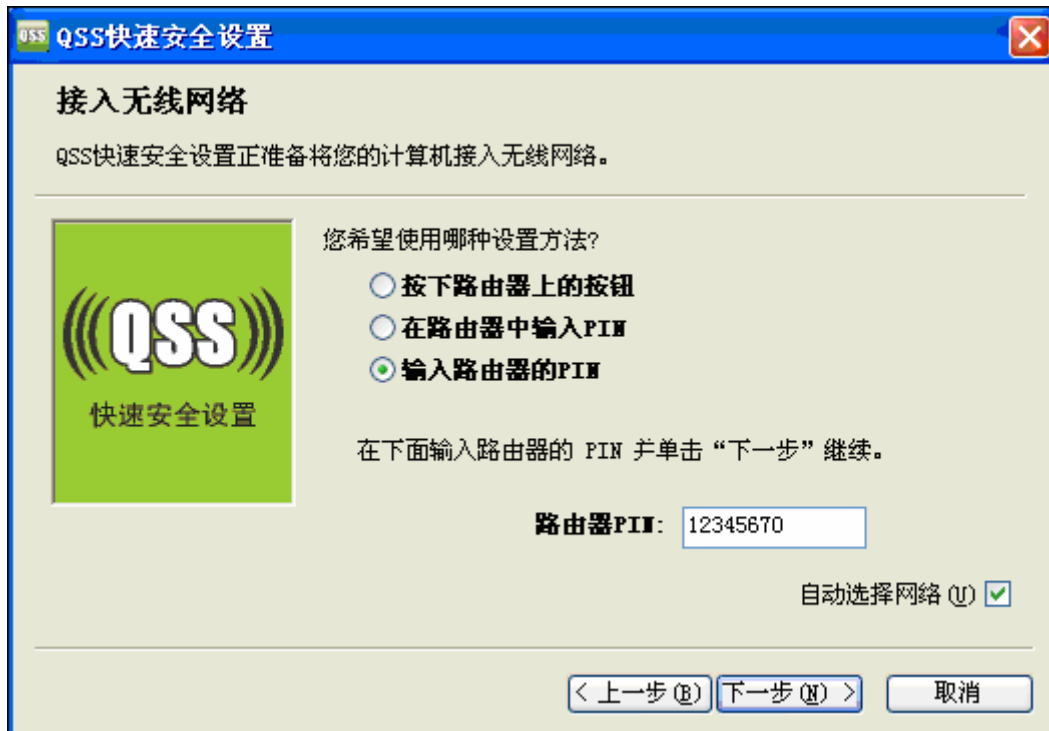 QSS QSS快速安全设置
接入无线网络
QSS快速安全设置正准备将您的计算机接入无线网络。
您希望使用哪种设置方法?
按下路由器上的按钮
在路由器中输入PIN
输入路由器的PIN
(((QSS)))
快速安全设置
在下面输入路由器的 PIN 并单击“下一步”继续。
路由器PIN: 12345670
自动选择网络(U)
< 上一步(B) 下一步(N) > 取消